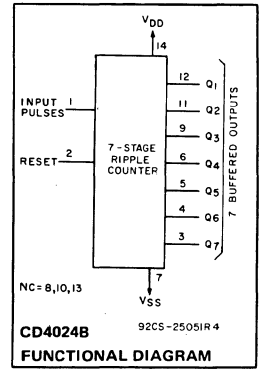 VDD
14
INPUT PULSES 1
RESET 2
7-STAGE
RIPPLE
COUNTER
12 Q1
11 Q2
9 Q3
6 Q4
5 Q5
4 Q6
3 Q7
7 BUFFERED OUTPUTS
7
VSS
NC = 8,10,13
92CS-25051R4
CD4024B
FUNCTIONAL DIAGRAM